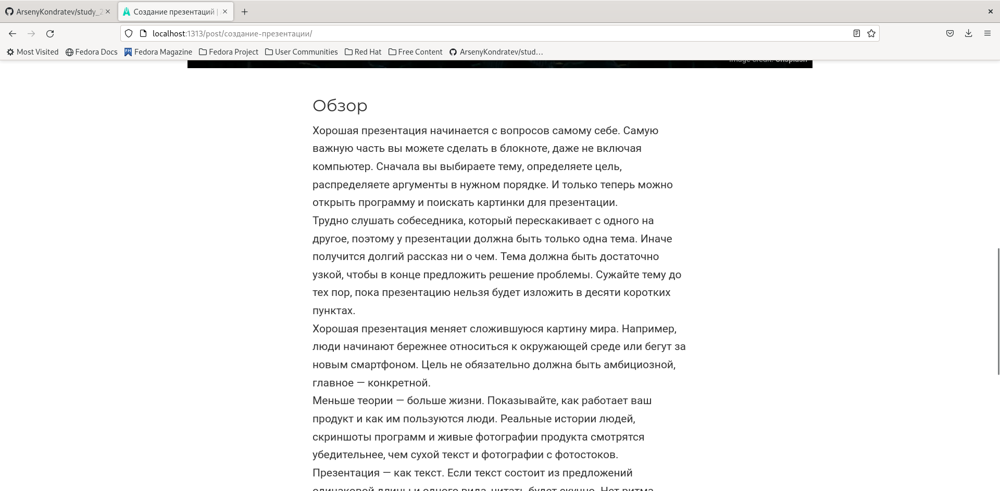 ArsenyKondratev/study_2
Создание презентаций |
localhost:1313/post/создание-презентации/
Most Visited
Fedora Docs
Fedora Magazine
Fedora Project
User Communities
Red Hat
Free Content
ArsenyKondratev/stud…
Image credit: Unsplash
Обзор
Хорошая презентация начинается с вопросов самому себе. Самую
важную часть вы можете сделать в блокноте, даже не включая
компьютер. Сначала вы выбираете тему, определяете цель,
распределяете аргументы в нужном порядке. И только теперь можно
открыть программу и поискать картинки для презентации.
Трудно слушать собеседника, который перескакивает с одного на
другое, поэтому у презентации должна быть только одна тема. Иначе
получится долгий рассказ ни о чем. Тема должна быть достаточно
узкой, чтобы в конце предложить решение проблемы. Сужайте тему до
тех пор, пока презентацию нельзя будет изложить в десяти коротких
пунктах.
Хорошая презентация меняет сложившуюся картину мира. Например,
люди начинают бережнее относиться к окружающей среде или бегут за
новым смартфоном. Цель не обязательно должна быть амбициозной,
главное — конкретной.
Меньше теории — больше жизни. Показывайте, как работает ваш
продукт и как им пользуются люди. Реальные истории людей,
скриншоты программ и живые фотографии продукта смотрятся
убедительнее, чем сухой текст и фотографии с фотостоков.
Презентация — как текст. Если текст состоит из предложений
одинаковой длины и одного вида, читать будет скучно. Нет ритма